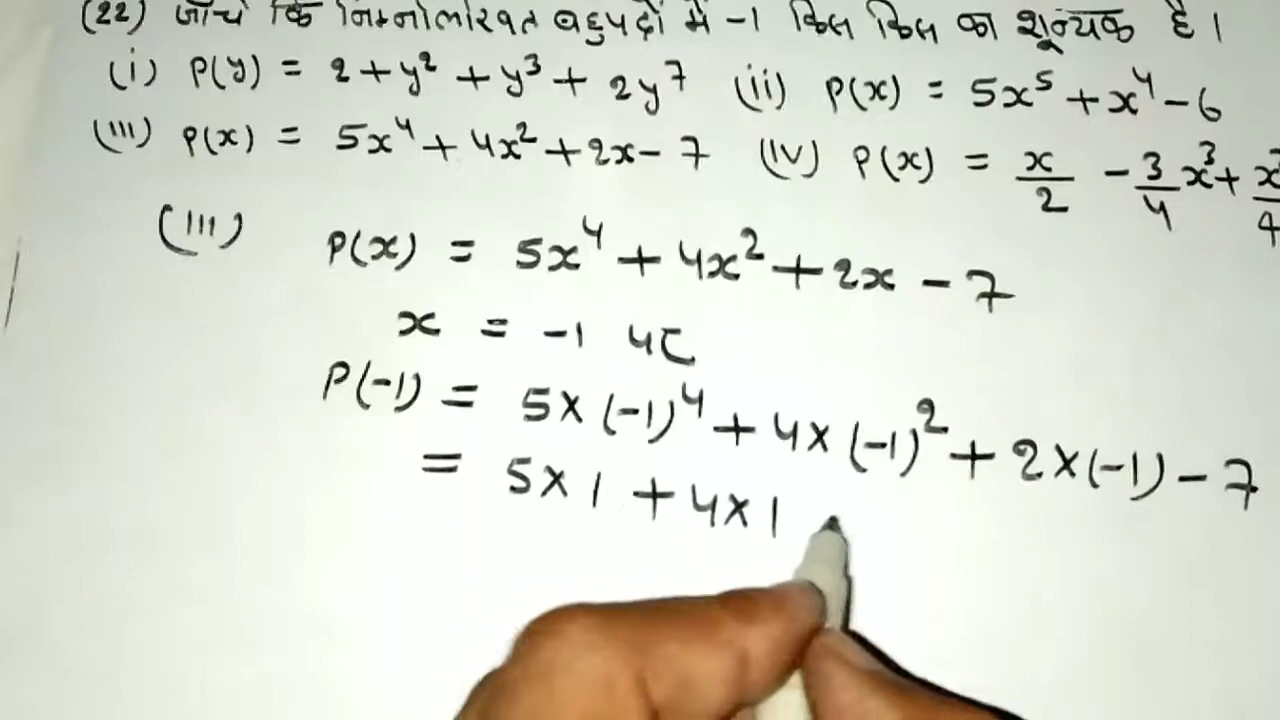 (22) जाँच कि निम्नलिखित बहुपदों में -1 किस किस का शून्यक है।
(i) P(y) = 2 + y² + y³ + 2y⁷ (ii) P(x) = 5x⁵ + x⁴ - 6
(iii) P(x) = 5x⁴ + 4x² + 2x - 7 (iv) P(x) = x/2 - 3/4 x³ + x/4
(iii) P(x) = 5x⁴ + 4x² + 2x - 7
x = -1 पर
P(-1) = 5×(-1)⁴ + 4×(-1)² + 2×(-1) - 7
= 5×1 + 4×1